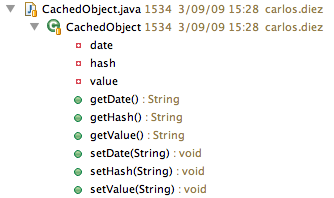 CachedObject.java 1534 3/09/09 15:28 carlos.diez
CachedObject 1534 3/09/09 15:28 carlos.diez
date
hash
value
getDate() : String
getHash() : String
getValue() : String
setDate(String) : void
setHash(String) : void
setValue(String) : void